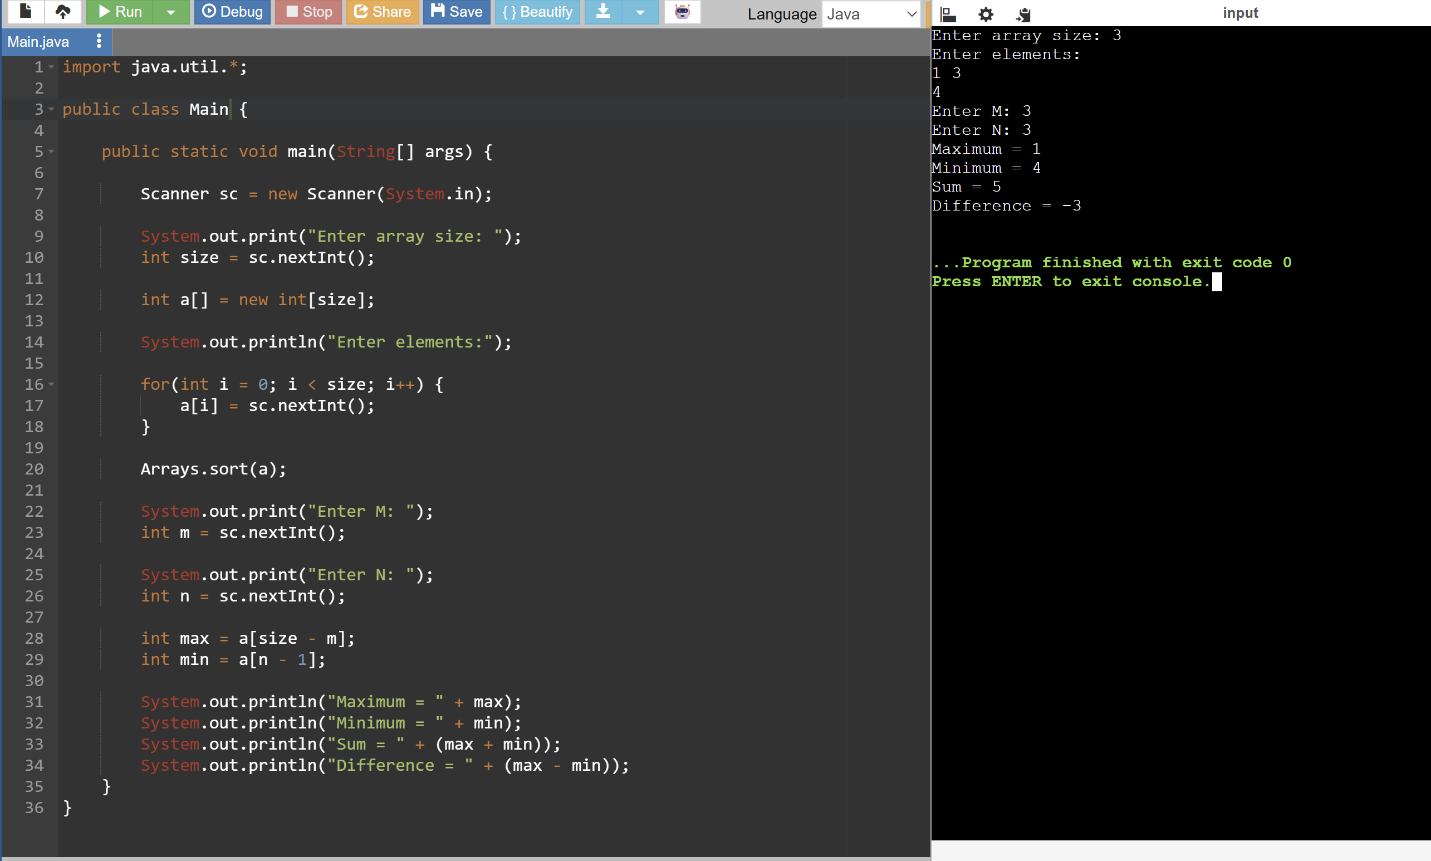 Run Debug Stop Share Save { } Beautify Language Java
Main.java
1 import java.util.*;
2
3 public class Main {
4
5 public static void main(String[] args) {
6
7 Scanner sc = new Scanner(System.in);
8
9 System.out.print("Enter array size: ");
10 int size = sc.nextInt();
11
12 int a[] = new int[size];
13
14 System.out.println("Enter elements:");
15
16 for(int i = 0; i < size; i++) {
17 a[i] = sc.nextInt();
18 }
19
20 Arrays.sort(a);
21
22 System.out.print("Enter M: ");
23 int m = sc.nextInt();
24
25 System.out.print("Enter N: ");
26 int n = sc.nextInt();
27
28 int max = a[size - m];
29 int min = a[n - 1];
30
31 System.out.println("Maximum = " + max);
32 System.out.println("Minimum = " + min);
33 System.out.println("Sum = " + (max + min));
34 System.out.println("Difference = " + (max - min));
35 }
36 }
input
Enter array size: 3
Enter elements:
1 3
4
Enter M: 3
Enter N: 3
Maximum = 1
Minimum = 4
Sum = 5
Difference = -3
...Program finished with exit code 0
Press ENTER to exit console.